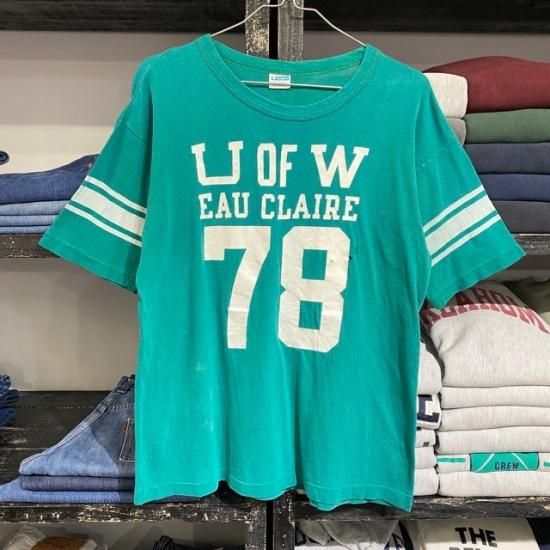 U OF W
EAU CLAIRE
78
CREW
THE